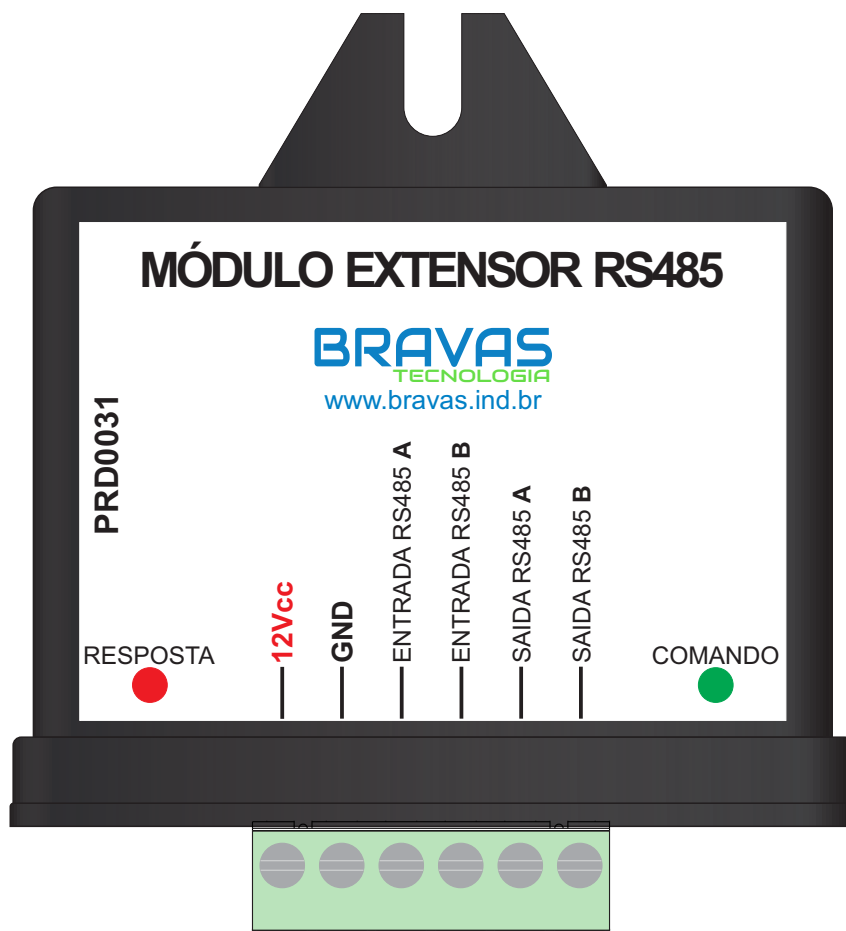 MÓDULO EXTENSOR RS485
BRAVAS
TECNOLOGIA
www.bravas.ind.br
PRD0031
12Vcc
GND
ENTRADA RS485 A
ENTRADA RS485 B
SAIDA RS485 A
SAIDA RS485 B
RESPOSTA
COMANDO